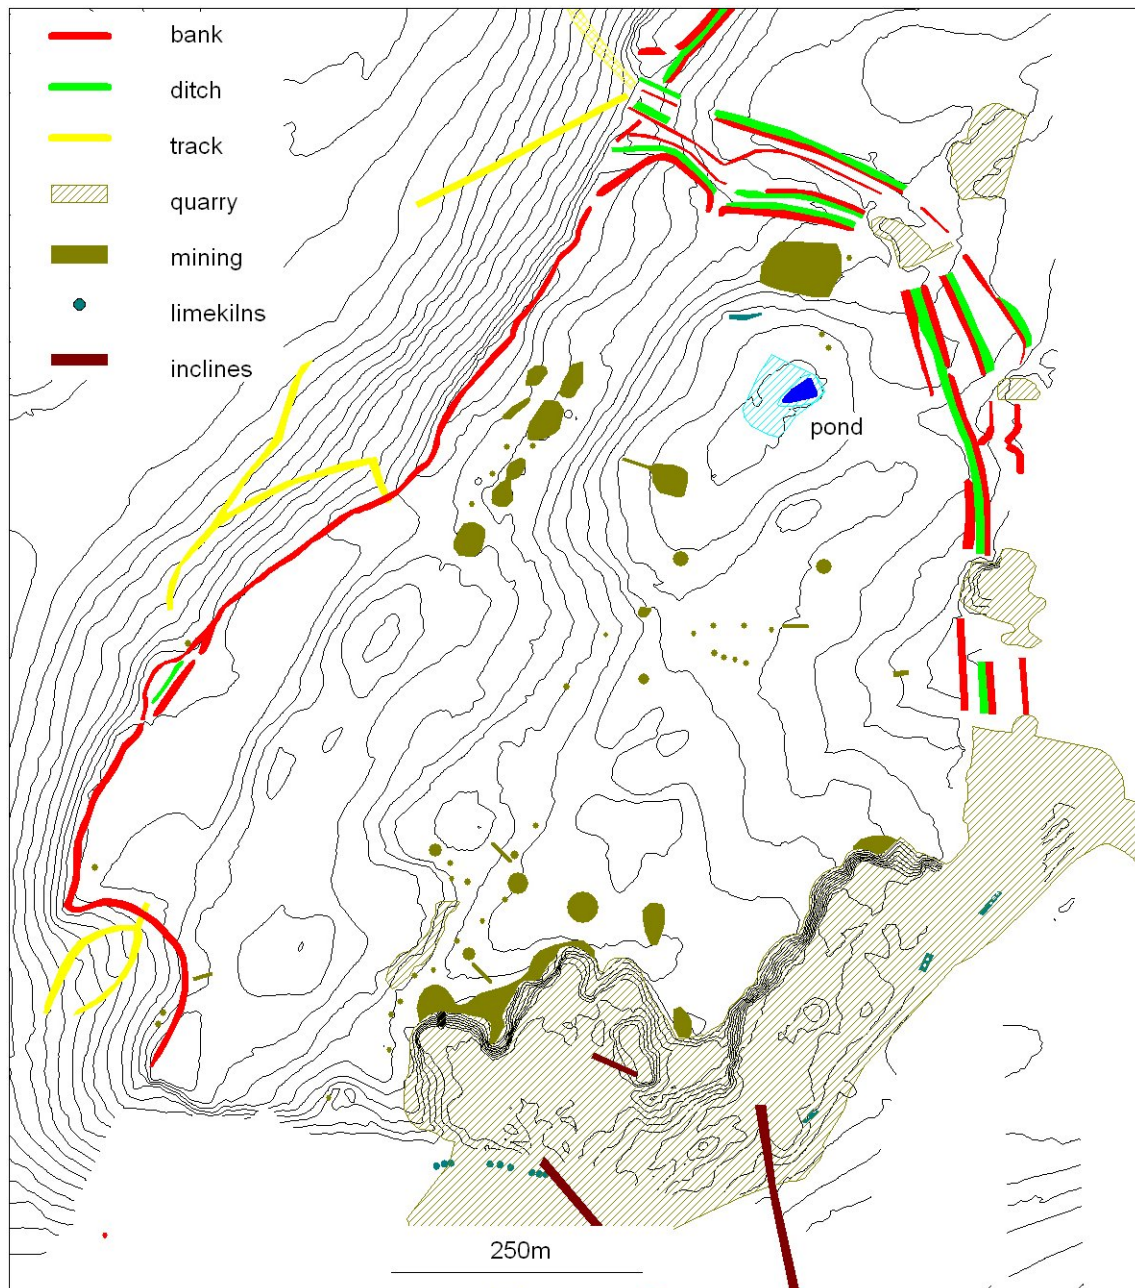 bank
ditch
track
quarry
mining
limekilns
inclines
pond
250m